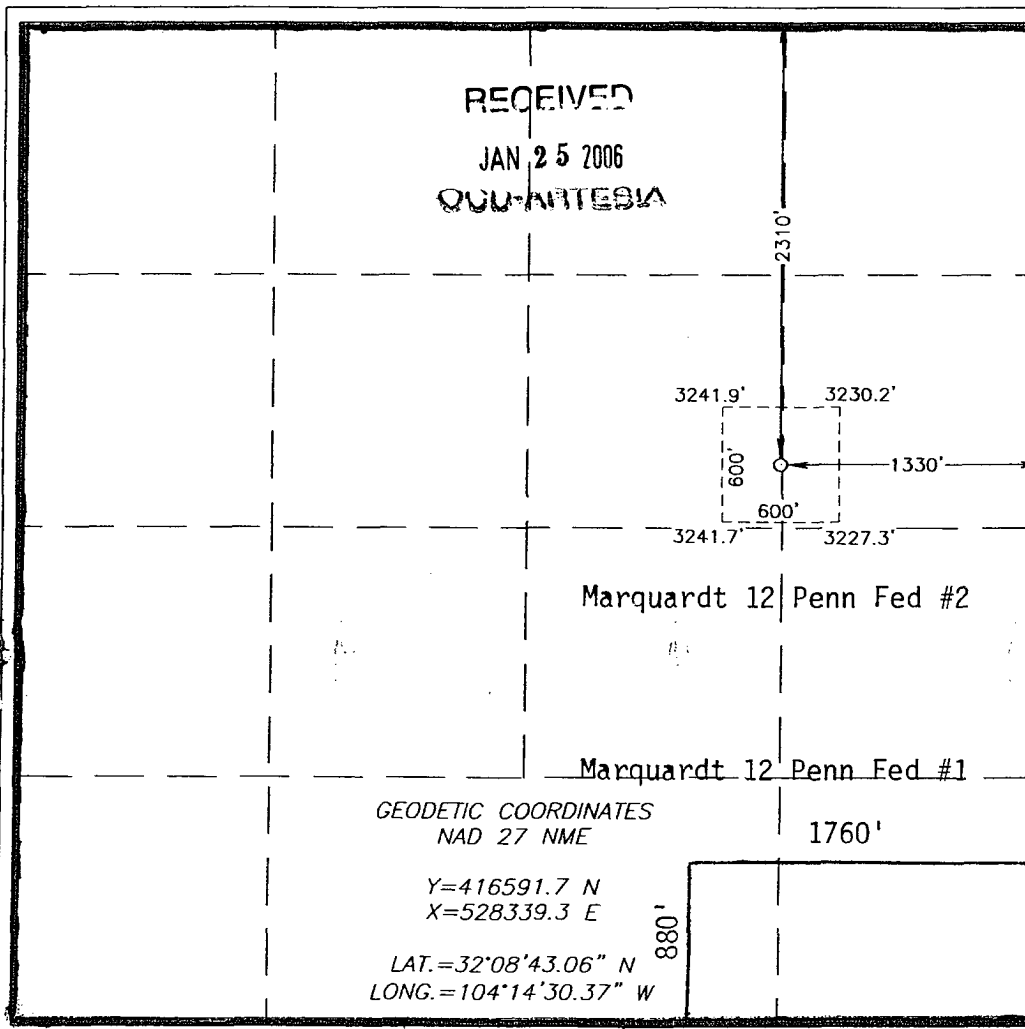 RECEIVED
JAN 25 2006
OCD-ARTESIA
2310'
3241.9' 3230.2'
600'
1330'
600'
3241.7' 3227.3'
Marquardt 12 Penn Fed #2
Marquardt 12 Penn Fed #1
GEODETIC COORDINATES
NAD 27 NME
1760'
Y=416591.7 N
X=528339.3 E
880'
LAT.=32°08'43.06" N
LONG.=104°14'30.37" W